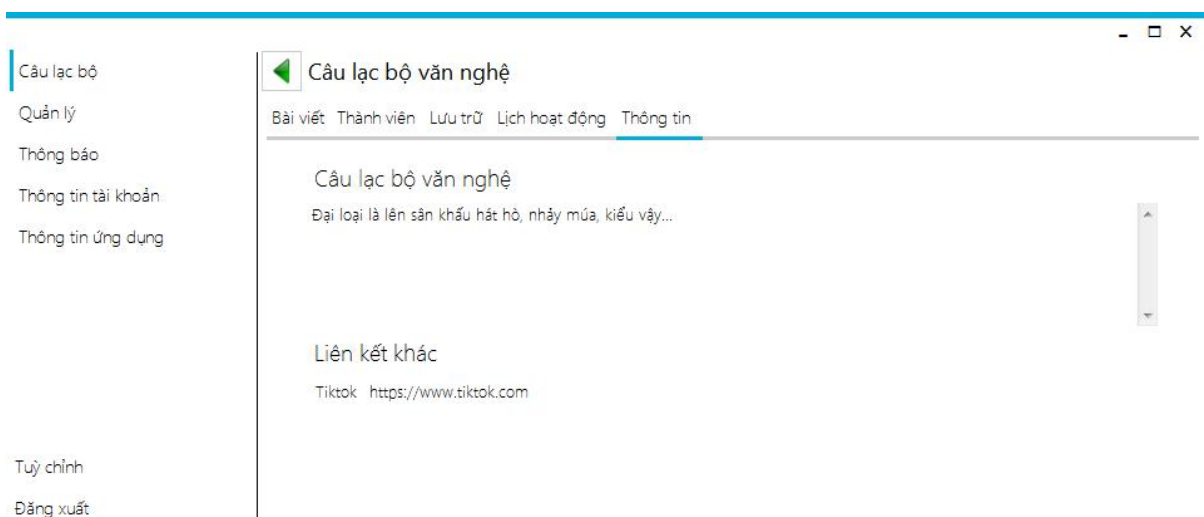 Câu lạc bộ
Quản lý
Thông báo
Thông tin tài khoản
Thông tin ứng dụng
Tuỳ chỉnh
Đăng xuất
Câu lạc bộ văn nghệ
Bài viết Thành viên Lưu trữ Lịch hoạt động Thông tin
Câu lạc bộ văn nghệ
Đại loại là lên sân khấu hát hò, nhảy múa, kiểu vậy...
Liên kết khác
Tiktok https://www.tiktok.com